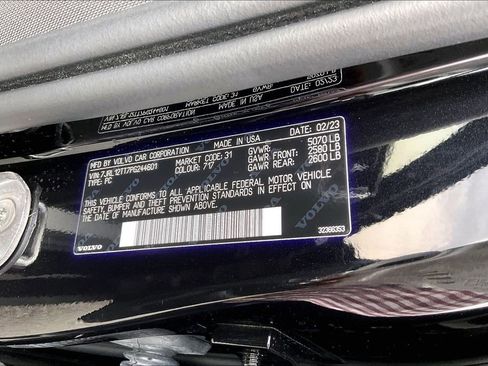 MFD BY VOLVO CAR CORPORATION MADE IN USA DATE: 02/23
VIN: 7JRL12TT7PG244601 MARKET CODE: 31 GVWR: 5070 LB
TYPE: PC COLOUR: 717 GAWR FRONT: 2580 LB
GAWR REAR: 2600 LB
THIS VEHICLE CONFORMS TO ALL APPLICABLE FEDERAL MOTOR VEHICLE
SAFETY, BUMPER AND THEFT PREVENTION STANDARDS IN EFFECT ON
THE DATE OF MANUFACTURE SHOWN ABOVE.
VOLVO
32366353